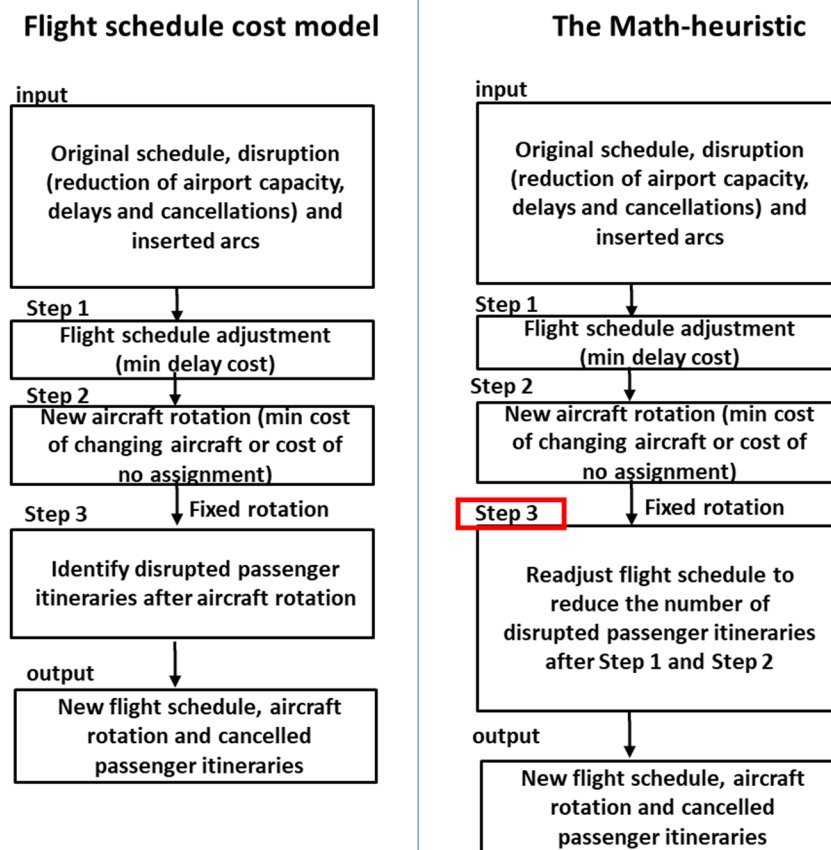 Flight schedule cost model
input
Original schedule, disruption
(reduction of airport capacity,
delays and cancellations) and
inserted arcs
Step 1
Flight schedule adjustment
(min delay cost)
Step 2
New aircraft rotation (min cost
of changing aircraft or cost of
no assignment)
Fixed rotation
Step 3
Identify disrupted passenger
itineraries after aircraft rotation
output
New flight schedule, aircraft
rotation and cancelled
passenger itineraries
The Math-heuristic
input
Original schedule, disruption
(reduction of airport capacity,
delays and cancellations) and
inserted arcs
Step 1
Flight schedule adjustment
(min delay cost)
Step 2
New aircraft rotation (min cost
of changing aircraft or cost of
no assignment)
Fixed rotation
Step 3
Readjust flight schedule to
reduce the number of
disrupted passenger itineraries
after Step 1 and Step 2
output
New flight schedule, aircraft
rotation and cancelled
passenger itineraries